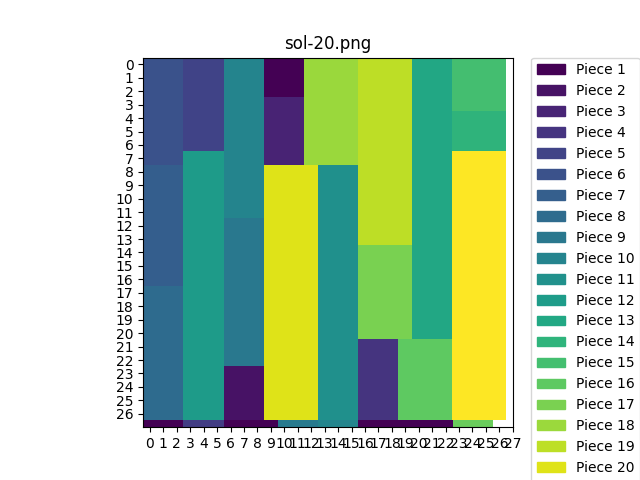 sol-20.png
0
1
2
3
4
5
6
7
8
9
10
11
12
13
14
15
16
17
18
19
20
21
22
23
24
25
26
0 1 2 3 4 5 6 7 8 9 10 11 12 13 14 15 16 17 18 19 20 21 22 23 24 25 26 27
Piece 1
Piece 2
Piece 3
Piece 4
Piece 5
Piece 6
Piece 7
Piece 8
Piece 9
Piece 10
Piece 11
Piece 12
Piece 13
Piece 14
Piece 15
Piece 16
Piece 17
Piece 18
Piece 19
Piece 20